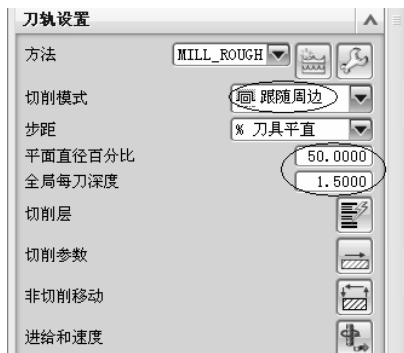 刀轨设置
方法 MILL_ROUGH
切削模式 跟随周边
步距 % 刀具平直
平面直径百分比 50.0000
全局每刀深度 1.5000
切削层
切削参数
非切削移动
进给和速度